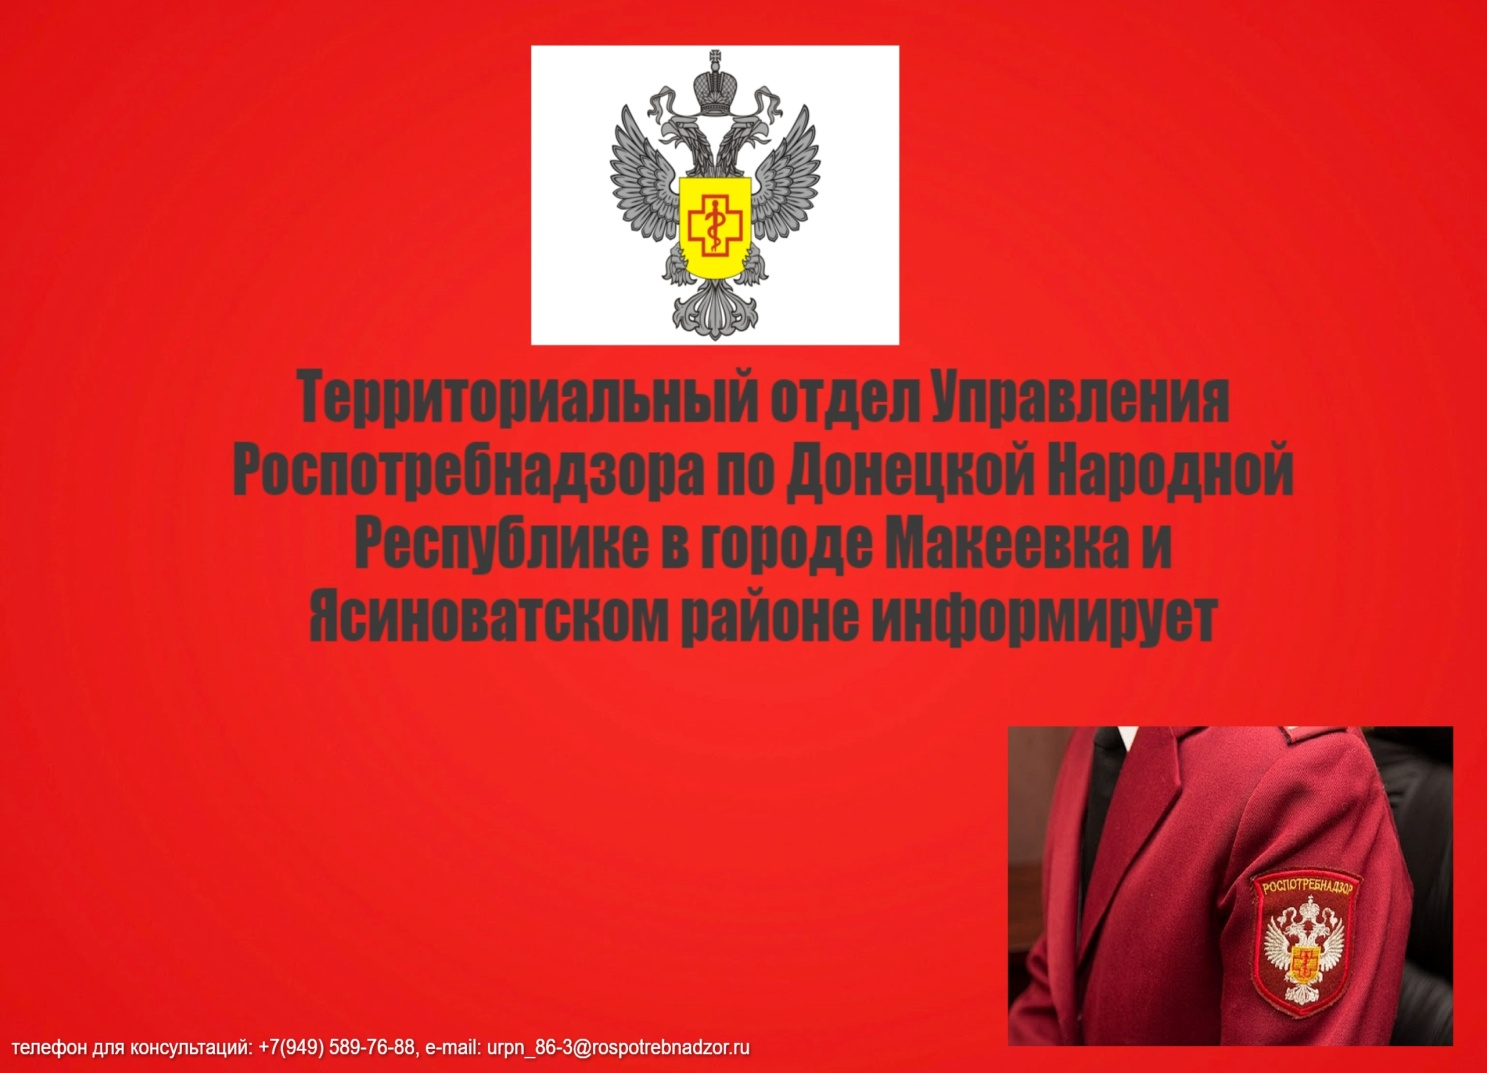 Территориальный отдел Управления
Роспотребнадзора по Донецкой Народной
Республике в городе Макеевка и
Ясиноватском районе информирует
РОСПОТРЕБНАДЗОР
телефон для консультаций: +7(949) 589-76-88, e-mail: urpn_86-3@rospotrebnadzor.ru